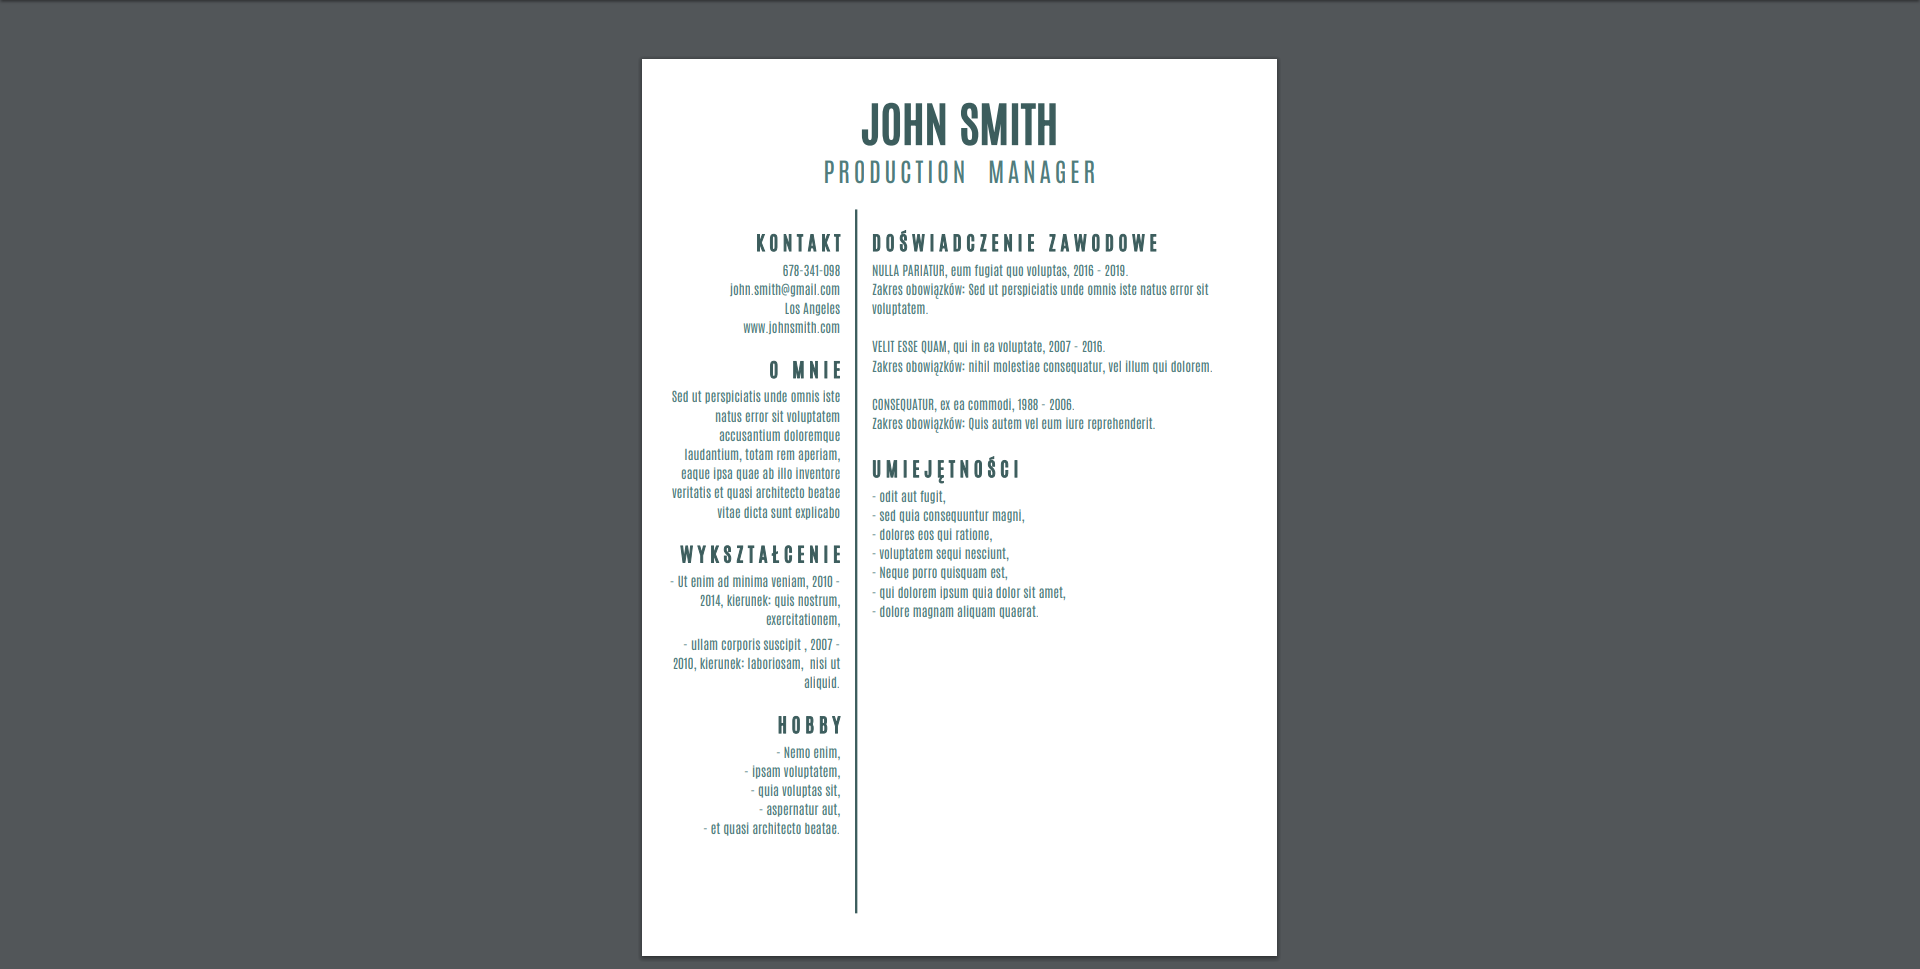 JOHN SMITH
PRODUCTION MANAGER
KONTAKT
678-341-098
john.smith@gmail.com
Los Angeles
www.johnsmith.com
O MNIE
Sed ut perspiciatis unde omnis iste
natus error sit voluptatem
accusantium doloremque
laudantium, totam rem aperiam,
eaque ipsa quae ab illo inventore
veritatis et quasi architecto beatae
vitae dicta sunt explicabo
WYKSZTAŁCENIE
- Ut enim ad minima veniam, 2010 -
2014, kierunek: quis nostrum,
exercitationem,
- ullam corporis suscipit , 2007 -
2010, kierunek: laboriosam, nisi ut
aliquid.
HOBBY
- Nemo enim,
- ipsam voluptatem,
- quia voluptas sit,
- aspernatur aut,
- et quasi architecto beatae.
DOŚWIADCZENIE ZAWODOWE
NULLA PARIATUR, eum fugiat quo voluptas, 2016 - 2019.
Zakres obowiązków: Sed ut perspiciatis unde omnis iste natus error sit
voluptatem.
VELIT ESSE QUAM, qui in ea voluptate, 2007 - 2016.
Zakres obowiązków: nihil molestiae consequatur, vel illum qui dolorem.
CONSEQUATUR, ex ea commodi, 1988 - 2006.
Zakres obowiązków: Quis autem vel eum iure reprehenderit.
UMIEJĘTNOŚCI
- odit aut fugit,
- sed quia consequuntur magni,
- dolores eos qui ratione,
- voluptatem sequi nesciunt,
- Neque porro quisquam est,
- qui dolorem ipsum quia dolor sit amet,
- dolore magnam aliquam quaerat.